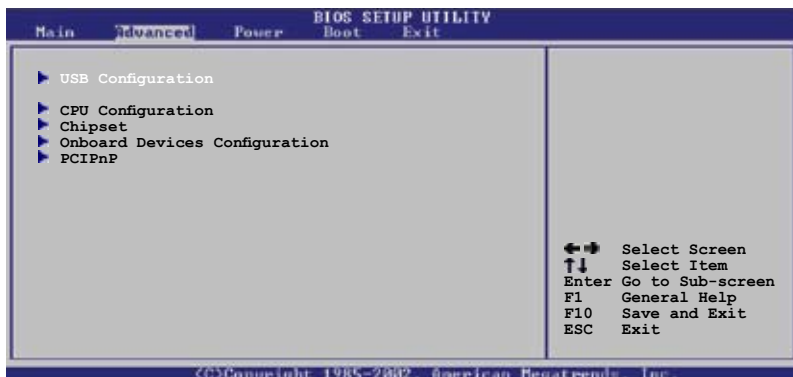 BIOS SETUP UTILITY
Main Advanced Power Boot Exit
USB Configuration
CPU Configuration
Chipset
Onboard Devices Configuration
PCIPnP
←→ Select Screen
↑↓ Select Item
Enter Go to Sub-screen
F1 General Help
F10 Save and Exit
ESC Exit
(C)Copyright 1985-2002, American Megatrends, Inc.